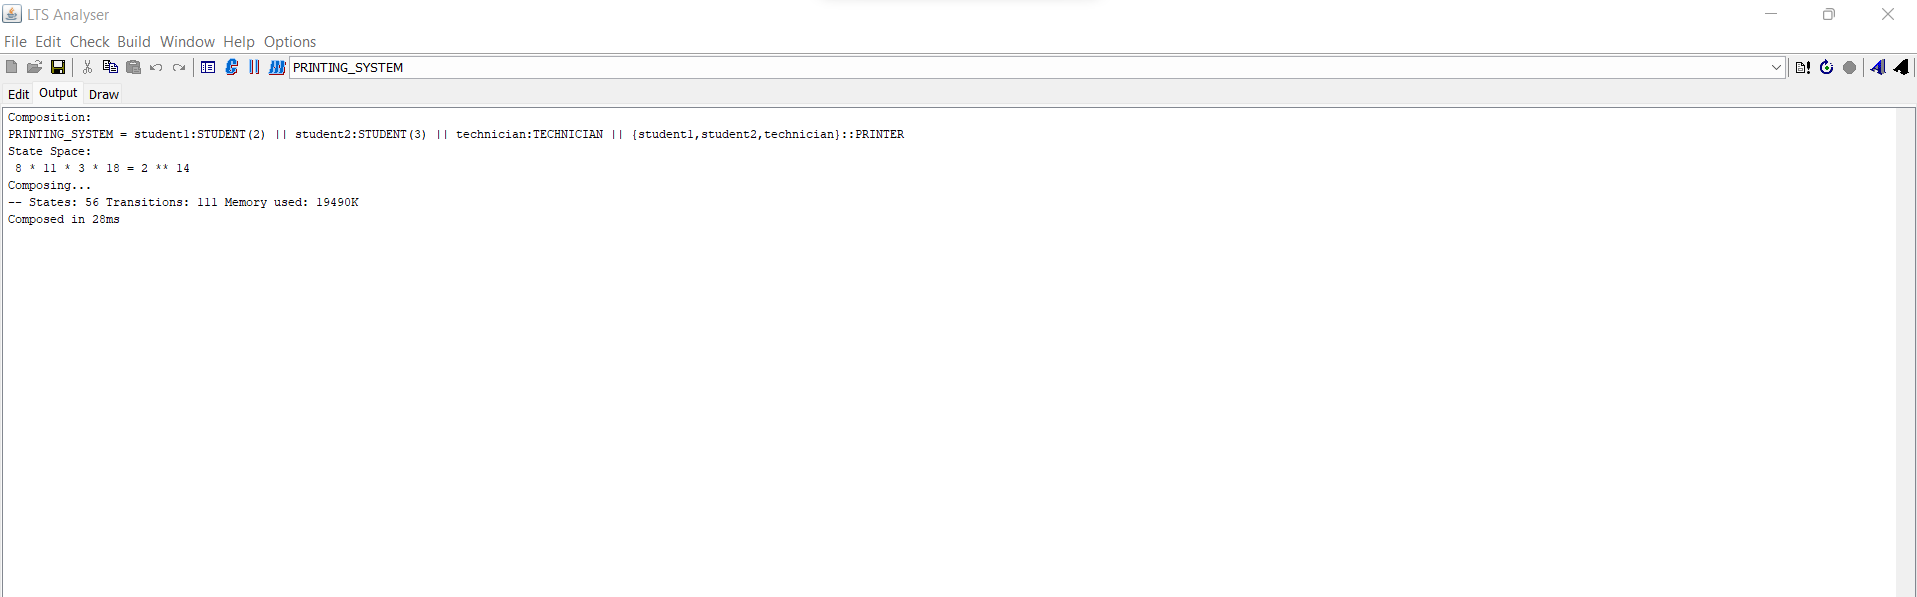 LTS Analyser
File Edit Check Build Window Help Options
PRINTING_SYSTEM
Edit Output Draw
Composition:
PRINTING_SYSTEM = student1:STUDENT(2) || student2:STUDENT(3) || technician:TECHNICIAN || {student1,student2,technician}::PRINTER
State Space:
8 * 11 * 3 * 18 = 2 ** 14
Composing...
-- States: 56 Transitions: 111 Memory used: 19490K
Composed in 28ms